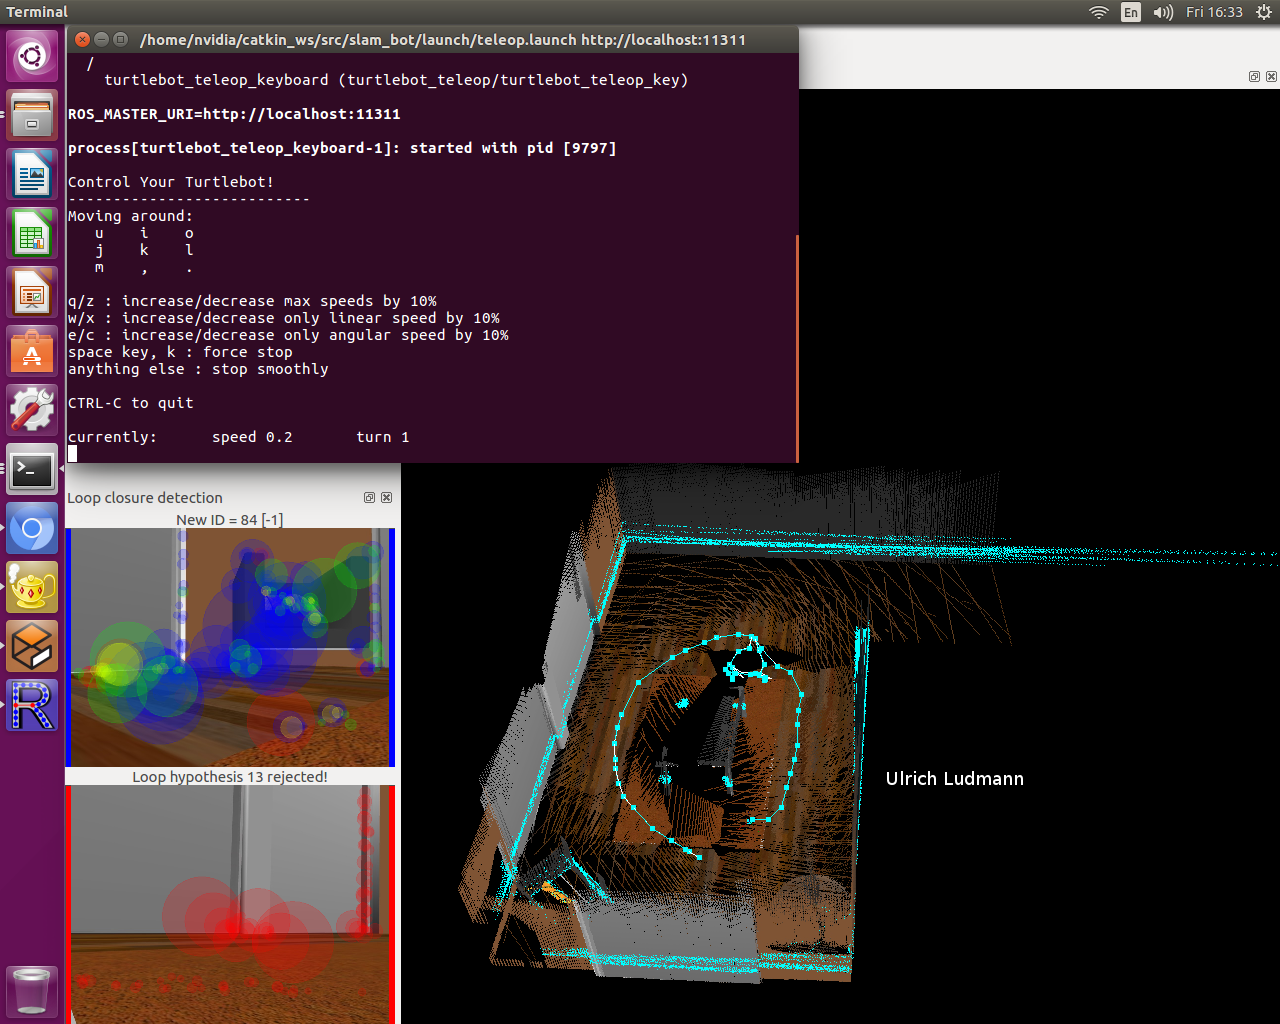 Terminal
En
Fri 16:33
/home/nvidia/catkin_ws/src/slam_bot/launch/teleop.launch http://localhost:11311
/
turtlebot_teleop_keyboard (turtlebot_teleop/turtlebot_teleop_key)
ROS_MASTER_URI=http://localhost:11311
process[turtlebot_teleop_keyboard-1]: started with pid [9797]
Control Your Turtlebot!
---------------------------
Moving around:
u i o
j k l
m , .
q/z : increase/decrease max speeds by 10%
w/x : increase/decrease only linear speed by 10%
e/c : increase/decrease only angular speed by 10%
space key, k : force stop
anything else : stop smoothly
CTRL-C to quit
currently: speed 0.2 turn 1
Loop closure detection
New ID = 84 [-1]
Loop hypothesis 13 rejected!
Ulrich Ludmann